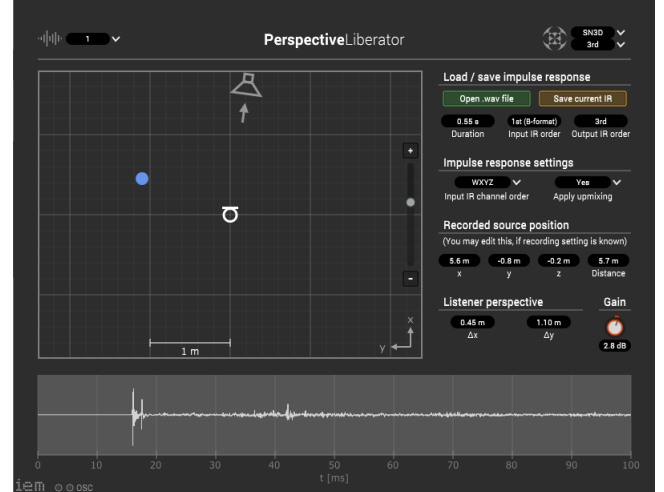 1
PerspectiveLiberator
SN3D
3rd
Load / save impulse response
Open .wav file
Save current IR
0.55 s
1st (B-format)
3rd
Duration
Input IR order
Output IR order
Impulse response settings
WXYZ
Yes
Input IR channel order
Apply upmixing
Recorded source position
(You may edit this, if recording setting is known)
5.6 m
-0.8 m
-0.2 m
5.7 m
x
y
z
Distance
Listener perspective
Gain
0.45 m
1.10 m
Δx
Δy
2.8 dB
+
-
1 m
x
y
0
10
20
30
40
50
60
70
80
90
100
t [ms]
iem
OSC